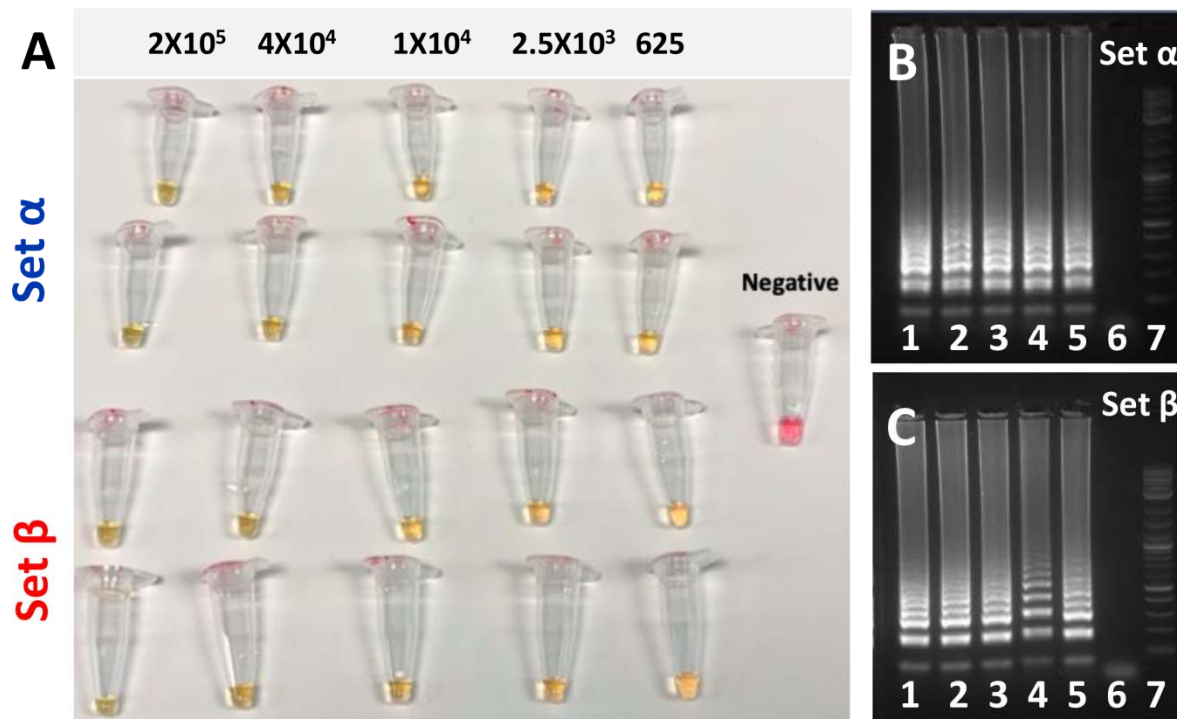 A
2X10⁵ 4X10⁴ 1X10⁴ 2.5X10³ 625
Set α
Set β
Negative
B
Set α
1 2 3 4 5 6 7
C
Set β
1 2 3 4 5 6 7